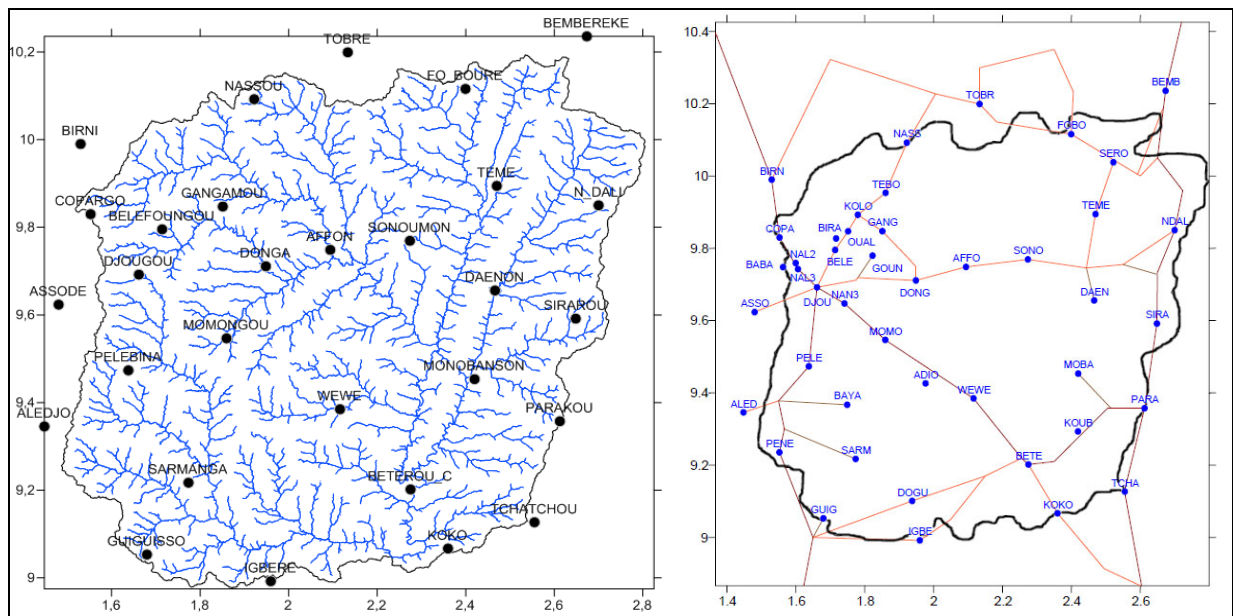 BEMBEREKE
TOBRE
10,2
FO_BOURE
NASSOU
10
BIRNI
TEME
N_DALI
COPARGO
GANGAMOU
BELEFOUNGOU
9,8
SONOUMON
AFFON
DONGA
DJOUGOU
DAENON
ASSODE
9,6
SIRAROU
MOMONGOU
PELEBINA
MONOBANSON
WEWE
9,4
ALEDJO
PARAKOU
SARMANGA
BETEROU_C
9,2
TCHATCHOU
GUIGUISSO
KOKO
IGBERE
9
1,6
1,8
2
2,2
2,4
2,6
2,8
10.4
BEMB
TOBR
10.2
FOBO
NASS
SERO
BIRN
10
TEBO
TEME
KOLO
GANG
NDAL
COPA
BIRA
OUAL
9.8
NAL2
BELE
SONO
AFFO
BABA
GOUN
NAL3
DONG
DAEN
ASSO
DJOU
NAN3
9.6
SIRA
MOMO
PELE
MOBA
ADIO
9.4
WEWE
ALED
BAYA
PARA
KOUB
PENE
SARM
9.2
BETE
TCHA
DOGU
GUIG
KOKO
IGBE
9
1.4
1.6
1.8
2
2.2
2.4
2.6